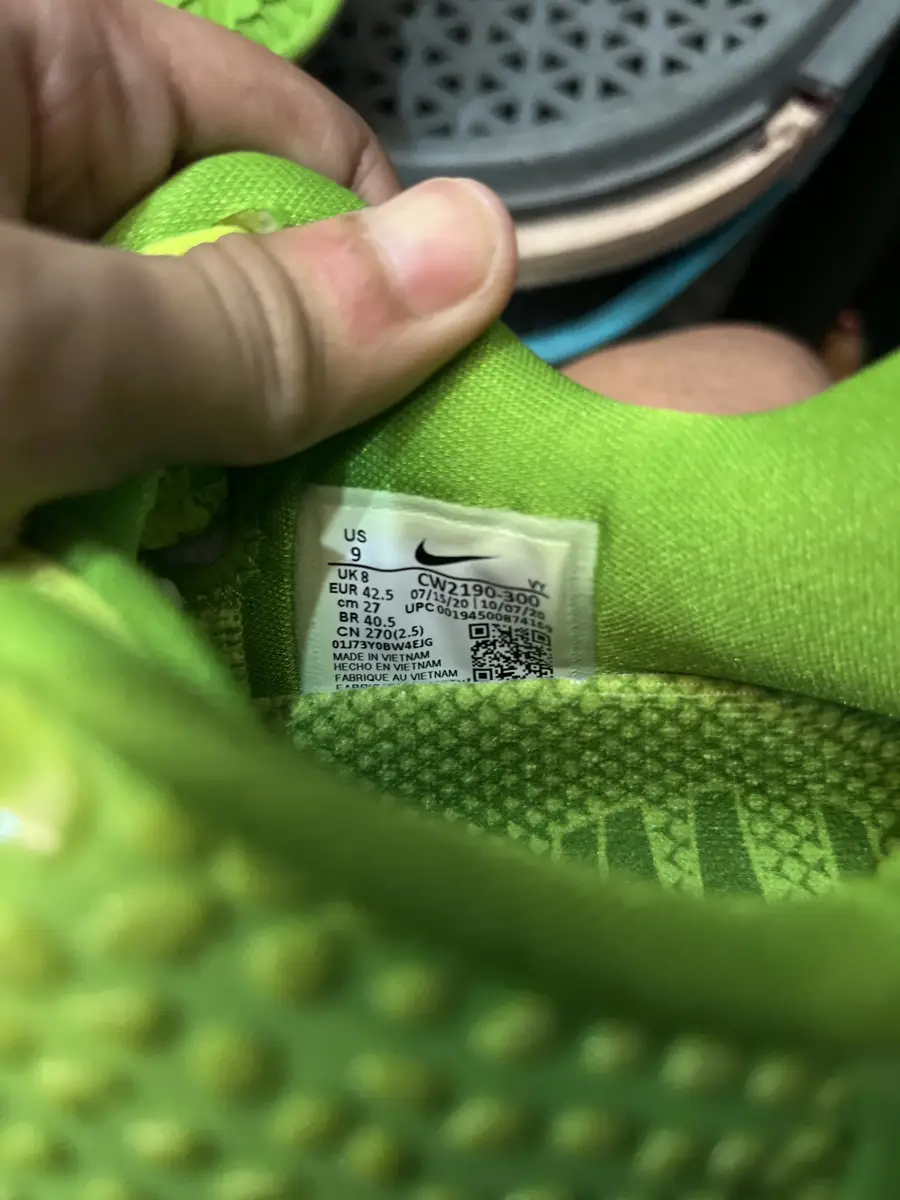 US
9
UK 8
EUR 42.5
cm 27
BR 40.5
CN 270(2.5)
01J73Y0BW4EJG
MADE IN VIETNAM
HECHO EN VIETNAM
FABRIQUE AU VIETNAM
VY
CW2190-300
07/15/20 | 10/07/20
UPC 00194500874169